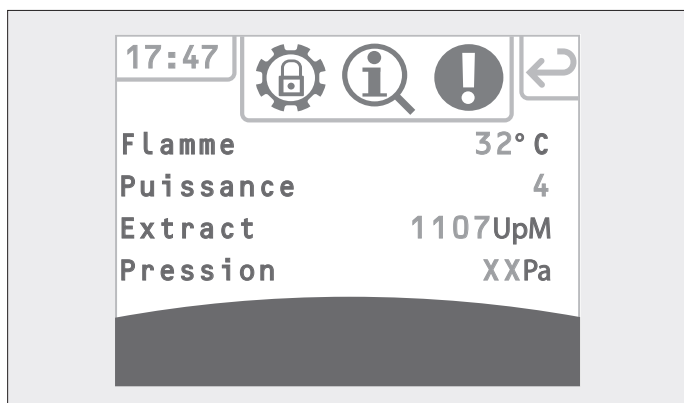 17:47
Flamme 32°C
Puissance 4
Extract 1107UpM
Pression XXPa